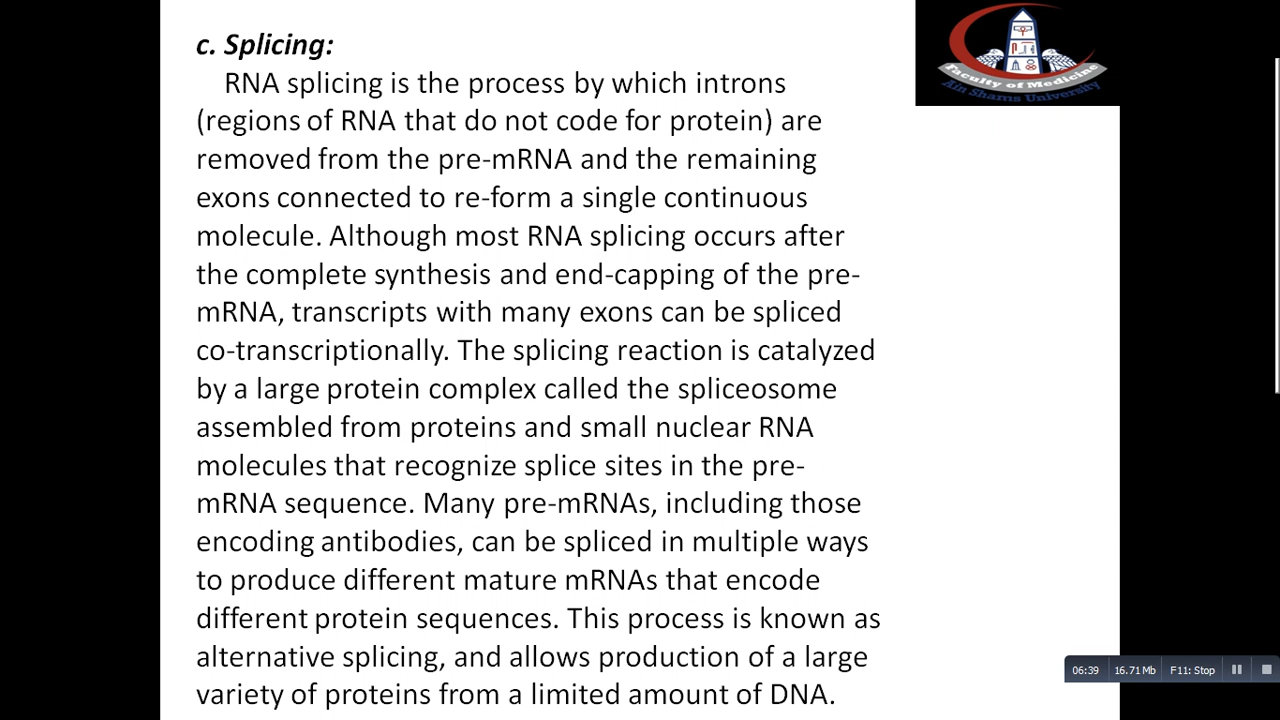 c. Splicing:
RNA splicing is the process by which introns
(regions of RNA that do not code for protein) are
removed from the pre-mRNA and the remaining
exons connected to re-form a single continuous
molecule. Although most RNA splicing occurs after
the complete synthesis and end-capping of the pre-
mRNA, transcripts with many exons can be spliced
co-transcriptionally. The splicing reaction is catalyzed
by a large protein complex called the spliceosome
assembled from proteins and small nuclear RNA
molecules that recognize splice sites in the pre-
mRNA sequence. Many pre-mRNAs, including those
encoding antibodies, can be spliced in multiple ways
to produce different mature mRNAs that encode
different protein sequences. This process is known as
alternative splicing, and allows production of a large
variety of proteins from a limited amount of DNA.
Faculty of Medicine
Ain Shams University
06:39 16.71 Mb F11: Stop